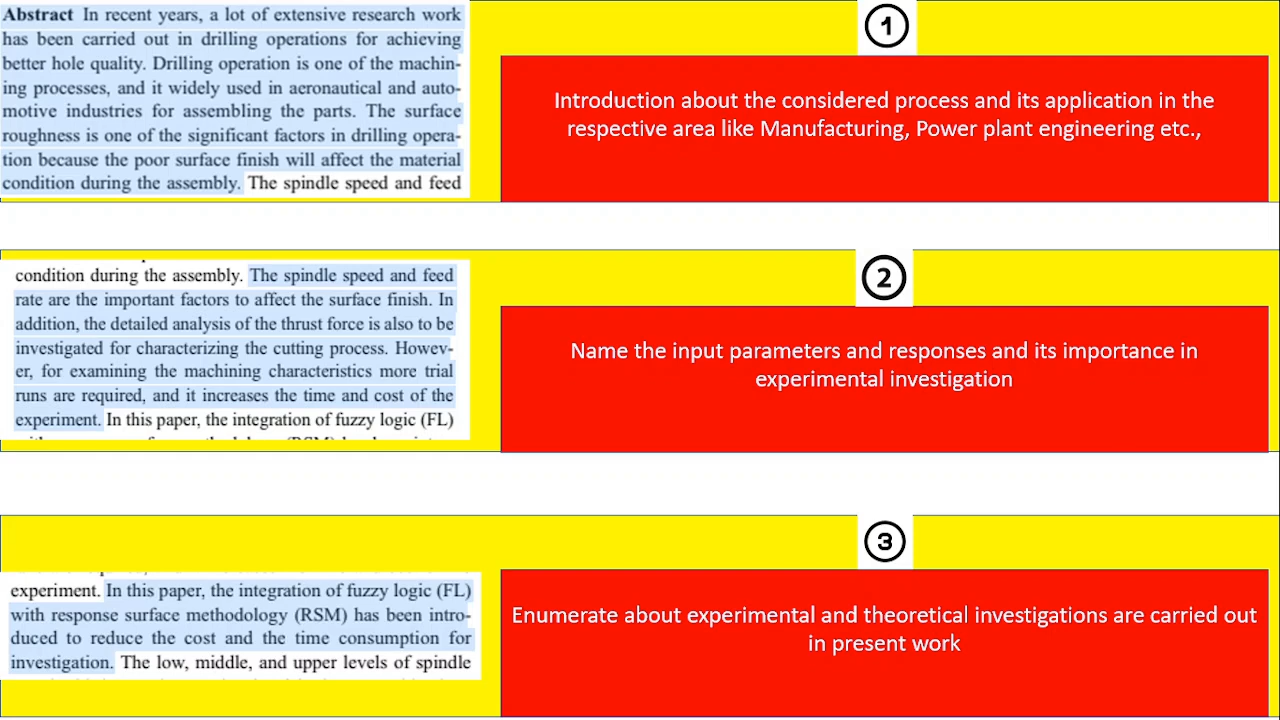 Abstract In recent years, a lot of extensive research work
has been carried out in drilling operations for achieving
better hole quality. Drilling operation is one of the machin-
ing processes, and it widely used in aeronautical and auto-
motive industries for assembling the parts. The surface
roughness is one of the significant factors in drilling opera-
tion because the poor surface finish will affect the material
condition during the assembly. The spindle speed and feed
1
Introduction about the considered process and its application in the
respective area like Manufacturing, Power plant engineering etc.,
condition during the assembly. The spindle speed and feed
rate are the important factors to affect the surface finish. In
addition, the detailed analysis of the thrust force is also to be
investigated for characterizing the cutting process. Howev-
er, for examining the machining characteristics more trial
runs are required, and it increases the time and cost of the
experiment. In this paper, the integration of fuzzy logic (FL)
2
Name the input parameters and responses and its importance in
experimental investigation
experiment. In this paper, the integration of fuzzy logic (FL)
with response surface methodology (RSM) has been intro-
duced to reduce the cost and the time consumption for
investigation. The low, middle, and upper levels of spindle
3
Enumerate about experimental and theoretical investigations are carried out
in present work